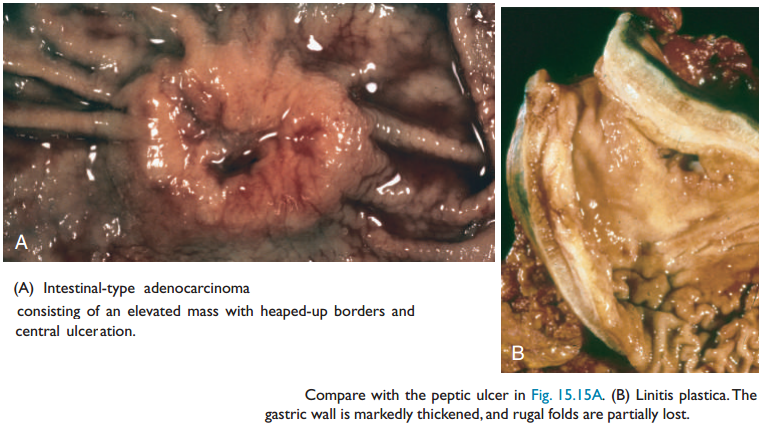 A
(A) Intestinal-type adenocarcinoma
consisting of an elevated mass with heaped-up borders and
central ulceration.
B
Compare with the peptic ulcer in Fig. 15.15A. (B) Linitis plastica. The
gastric wall is markedly thickened, and rugal folds are partially lost.